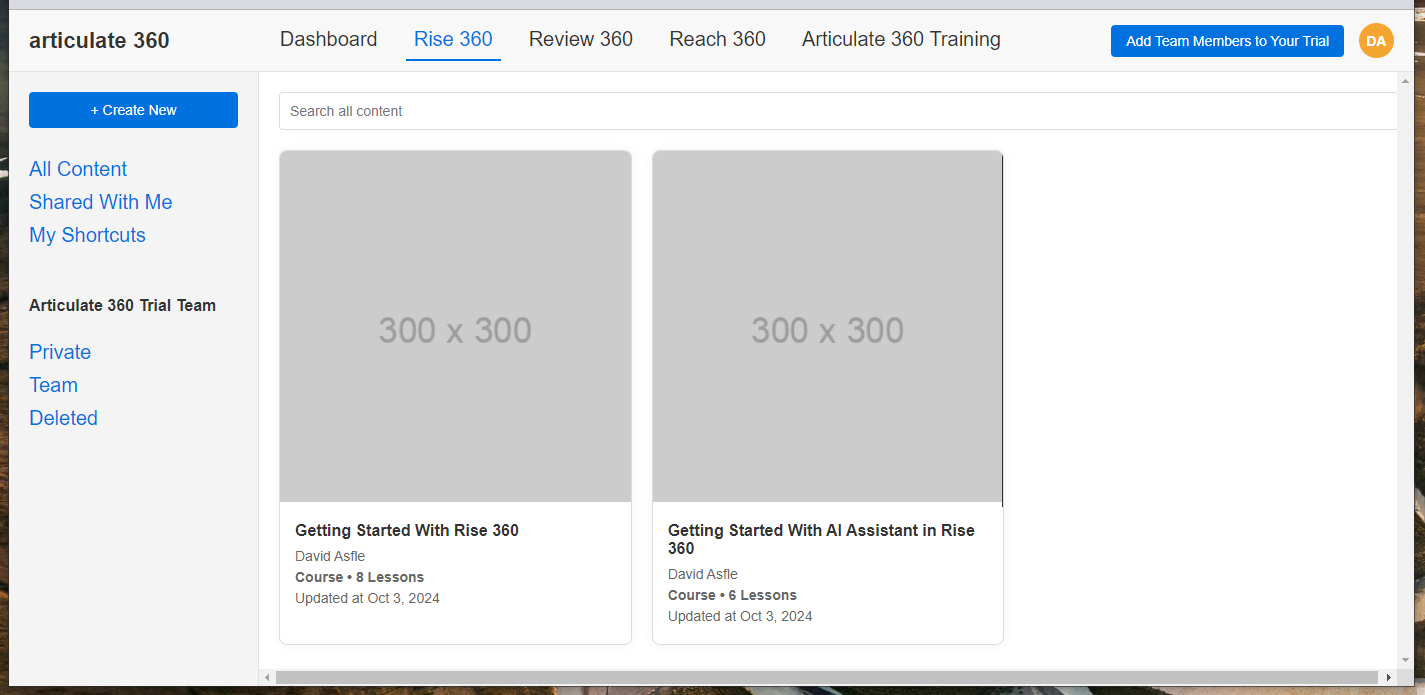 articulate 360
Dashboard
Rise 360
Review 360
Reach 360
Articulate 360 Training
Add Team Members to Your Trial
DA
+ Create New
All Content
Shared With Me
My Shortcuts
Articulate 360 Trial Team
Private
Team
Deleted
Search all content
300 x 300
Getting Started With Rise 360
David Asfle
Course • 8 Lessons
Updated at Oct 3, 2024
300 x 300
Getting Started With AI Assistant in Rise
360
David Asfle
Course • 6 Lessons
Updated at Oct 3, 2024